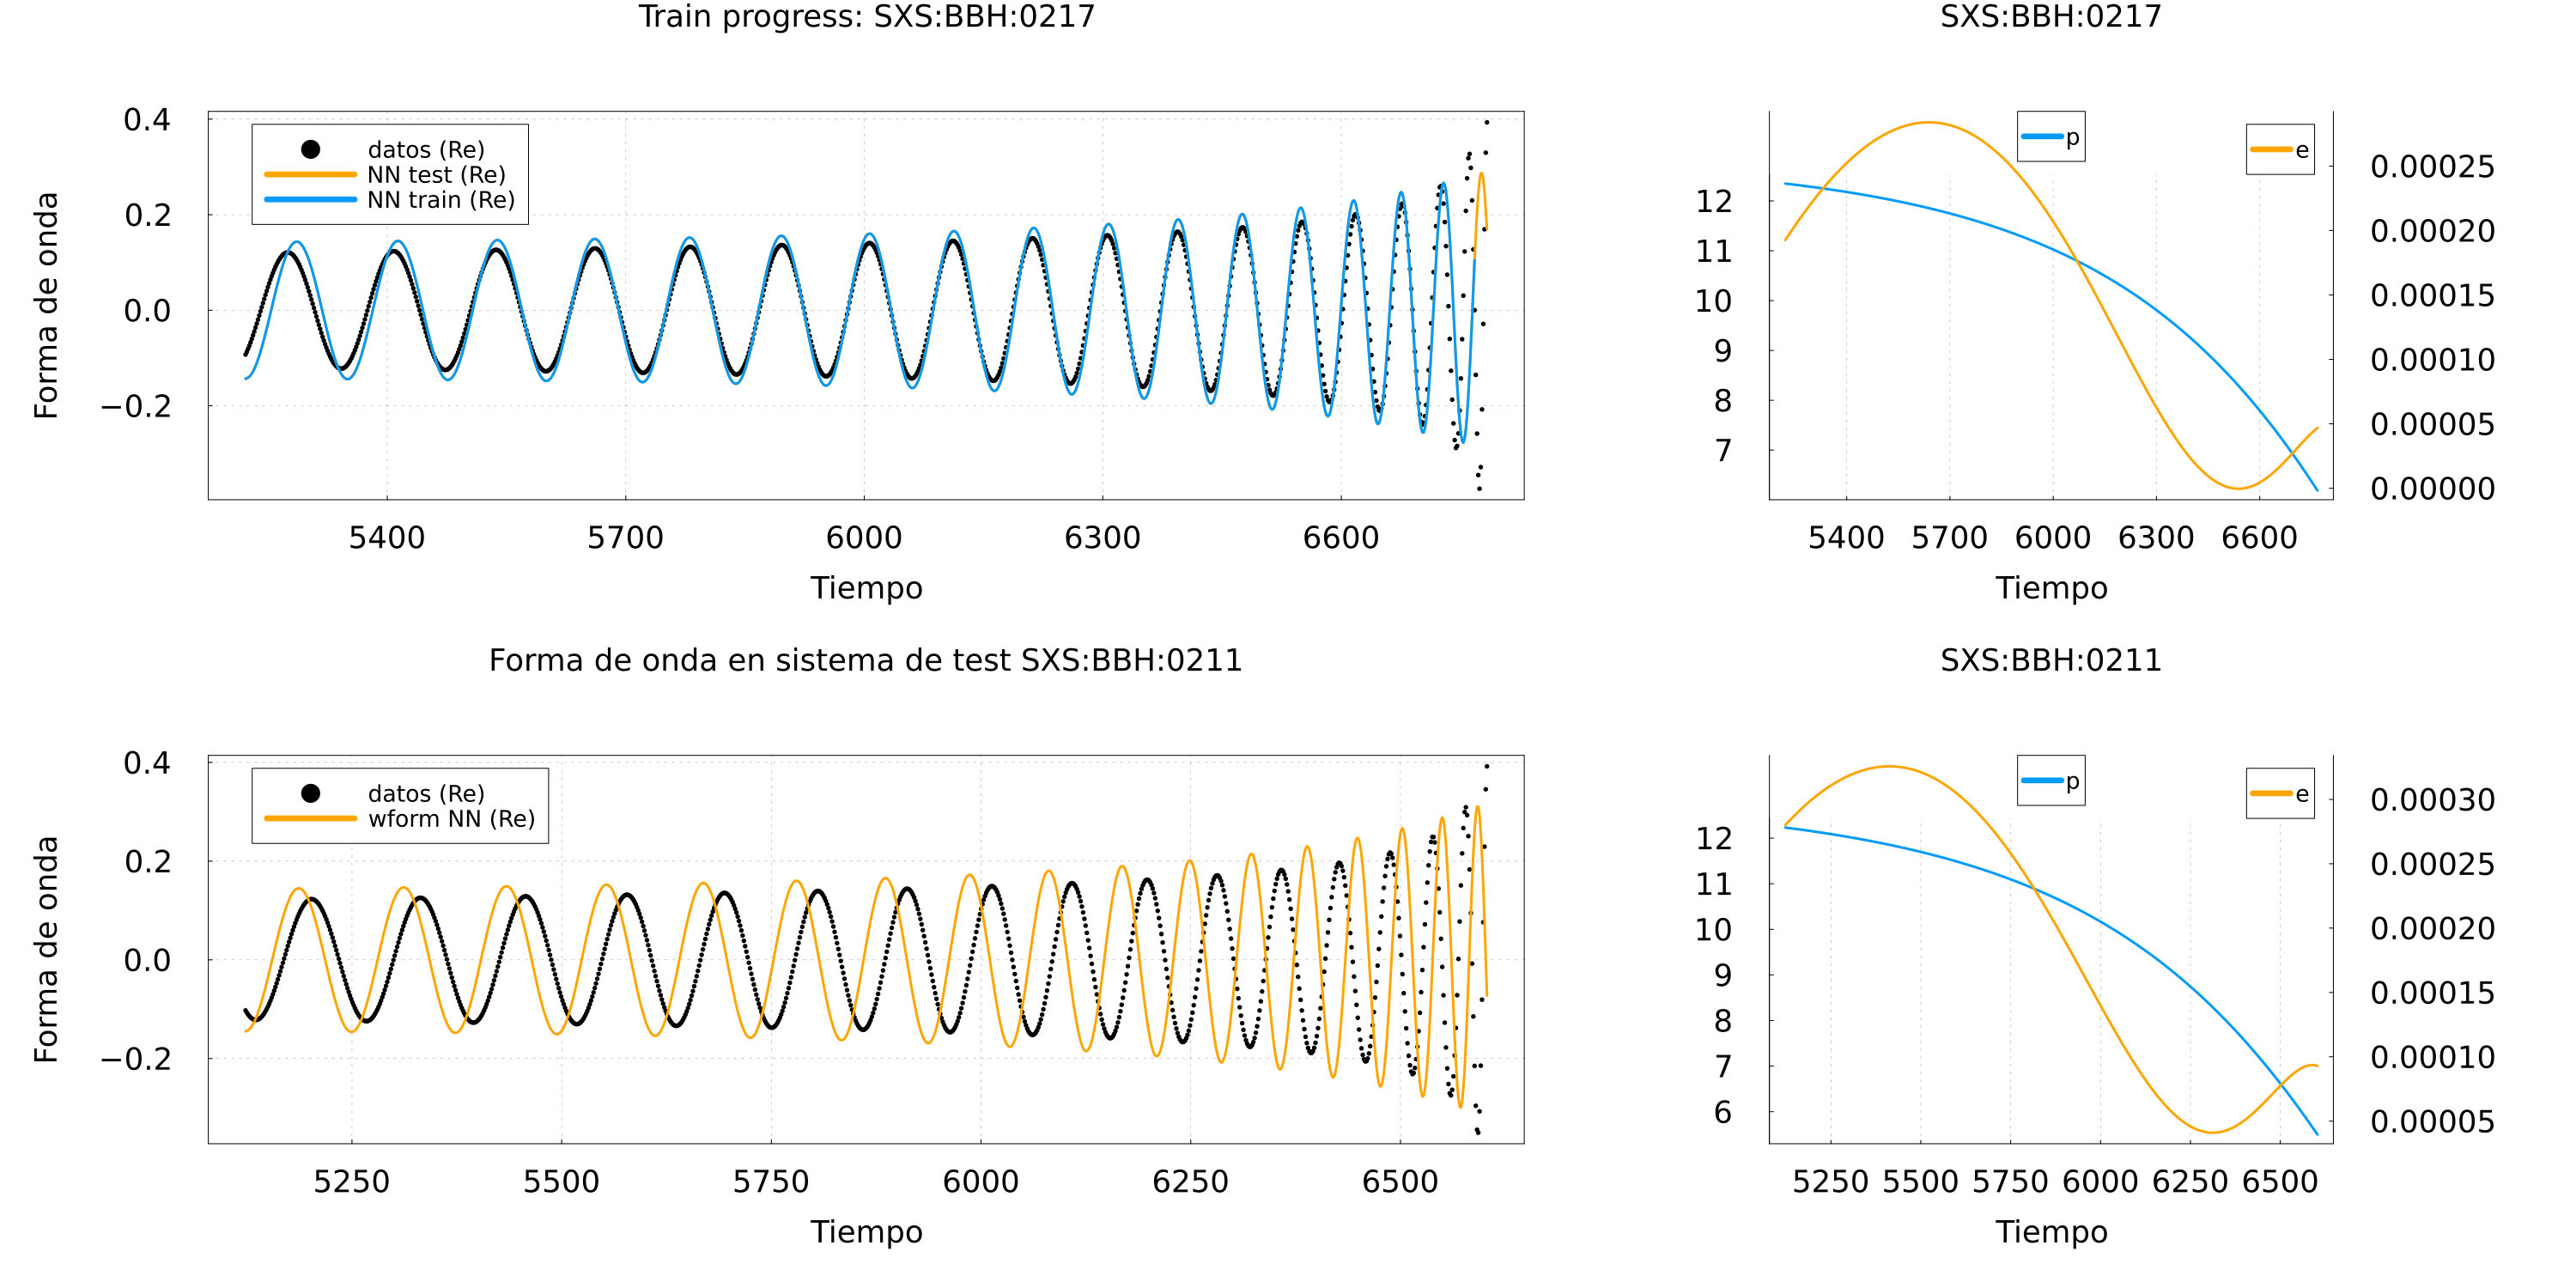 Train progress: SXS:BBH:0217
0.4
0.2
0.0
−0.2
Forma de onda
datos (Re)
NN test (Re)
NN train (Re)
5400 5700 6000 6300 6600
Tiempo
SXS:BBH:0217
12
11
10
9
8
7
p
e
0.00025
0.00020
0.00015
0.00010
0.00005
0.00000
5400 5700 6000 6300 6600
Tiempo
Forma de onda en sistema de test SXS:BBH:0211
0.4
0.2
0.0
−0.2
Forma de onda
datos (Re)
wform NN (Re)
5250 5500 5750 6000 6250 6500
Tiempo
SXS:BBH:0211
12
11
10
9
8
7
6
p
e
0.00030
0.00025
0.00020
0.00015
0.00010
0.00005
5250 5500 5750 6000 6250 6500
Tiempo